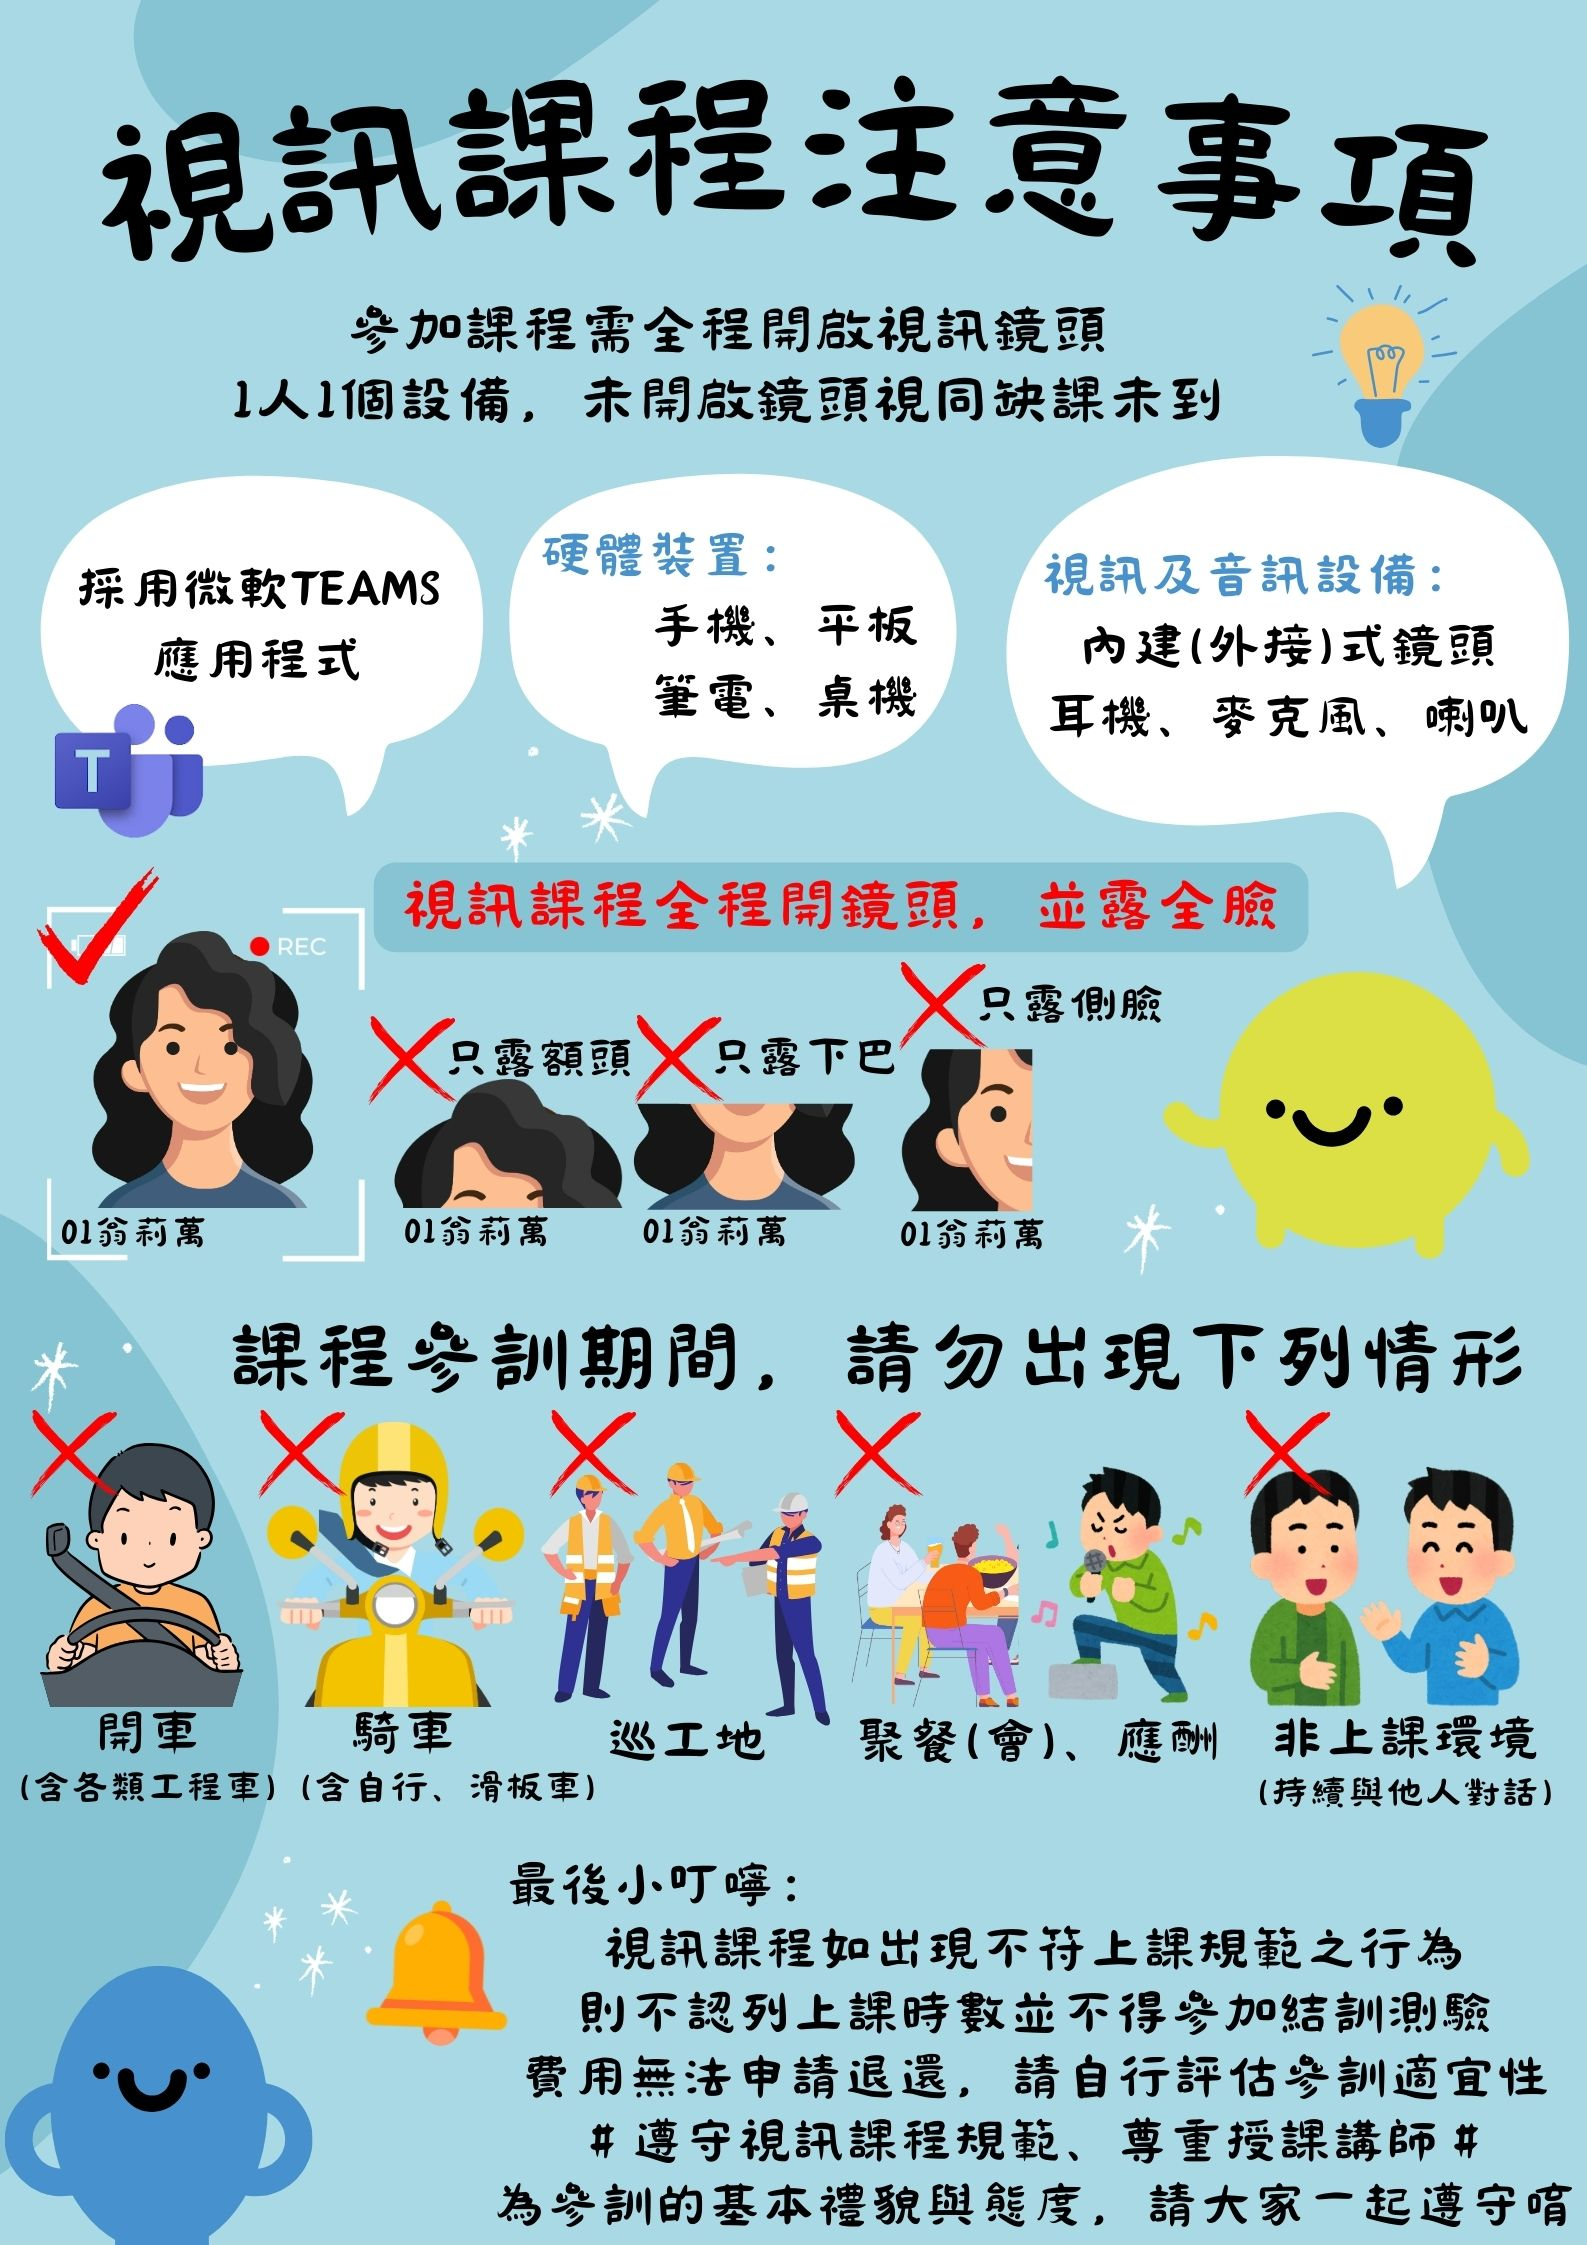 視訊課程注意事項
參加課程需全程開啟視訊鏡頭
1人1個設備，未開啟鏡頭視同缺課未到
採用微軟TEAMS
應用程式
T
硬體裝置：
手機、平板
筆電、桌機
視訊及音訊設備：
內建(外接)式鏡頭
耳機、麥克風、喇叭
視訊課程全程開鏡頭，並露全臉
REC
只露額頭
只露下巴
只露側臉
01翁莉萬
01翁莉萬
01翁莉萬
01翁莉萬
課程參訓期間，請勿出現下列情形
開車
(含各類工程車)
騎車
(含自行、滑板車)
巡工地
聚餐(會)、應酬
非上課環境
(持續與他人對話)
最後小叮嚀：
視訊課程如出現不符上課規範之行為
則不認列上課時數並不得參加結訓測驗
費用無法申請退還，請自行評估參訓適宜性
# 遵守視訊課程規範、尊重授課講師 #
為參訓的基本禮貌與態度，請大家一起遵守唷